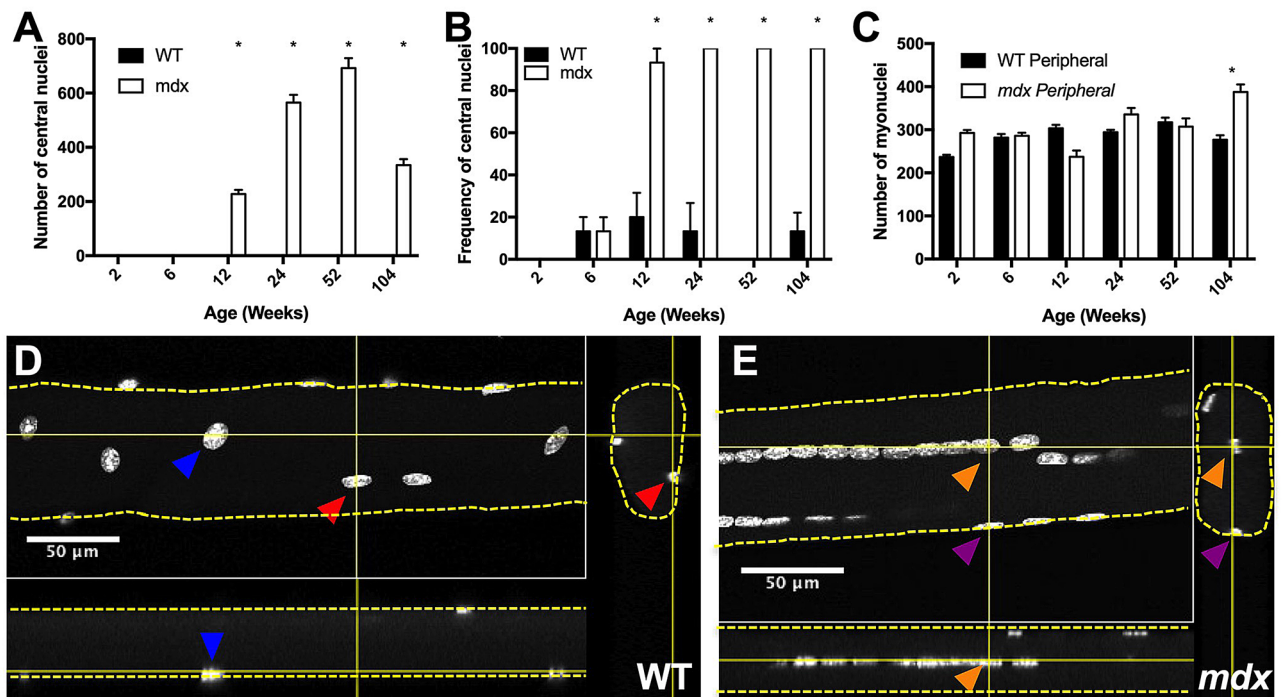 A
Number of central nuclei
800
600
400
200
0
WT
mdx
* * * *
2 6 12 24 52 104
Age (Weeks)
B
Frequency of central nuclei
100
80
60
40
20
0
WT
mdx
* * * *
2 6 12 24 52 104
Age (Weeks)
C
Number of myonuclei
500
400
300
200
100
0
WT Peripheral
mdx Peripheral
*
2 6 12 24 52 104
Age (Weeks)
D
50 µm
WT
E
50 µm
mdx